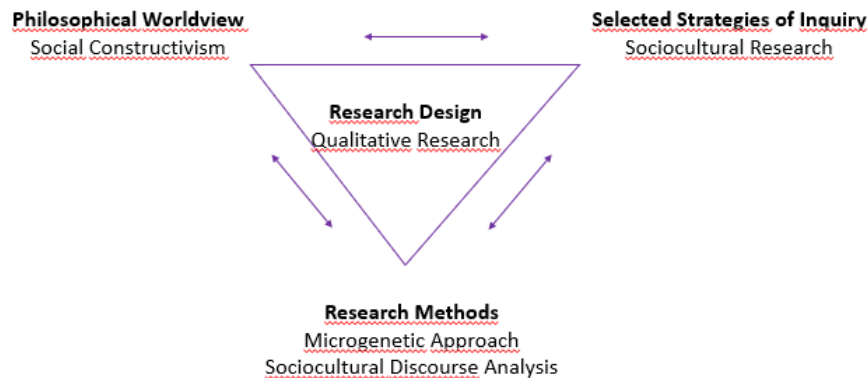 Philosophical Worldview
Social Constructivism
Selected Strategies of Inquiry
Sociocultural Research
Research Design
Qualitative Research
Research Methods
Microgenetic Approach
Sociocultural Discourse Analysis